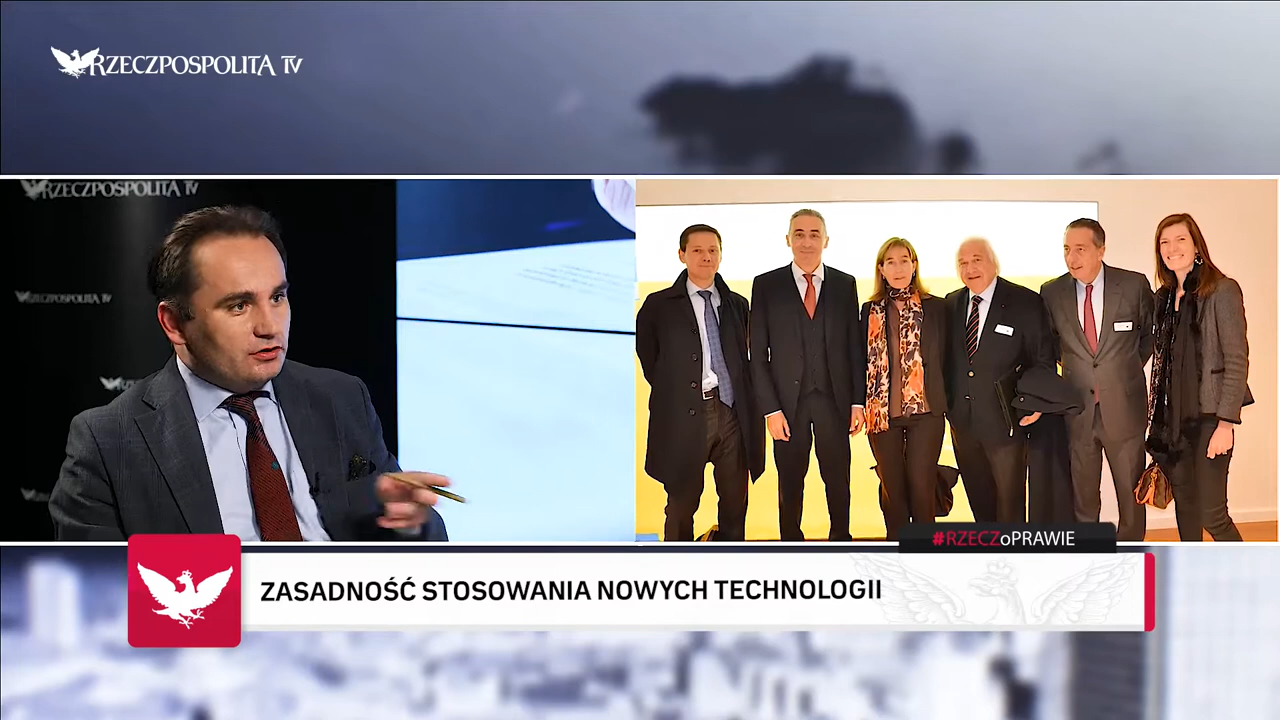 RZECZPOSPOLITA TV
RZECZPOSPOLITA TV
RZECZPOSPOLITA TV
#RZECZoPRAWIE
ZASADNOŚĆ STOSOWANIA NOWYCH TECHNOLOGII